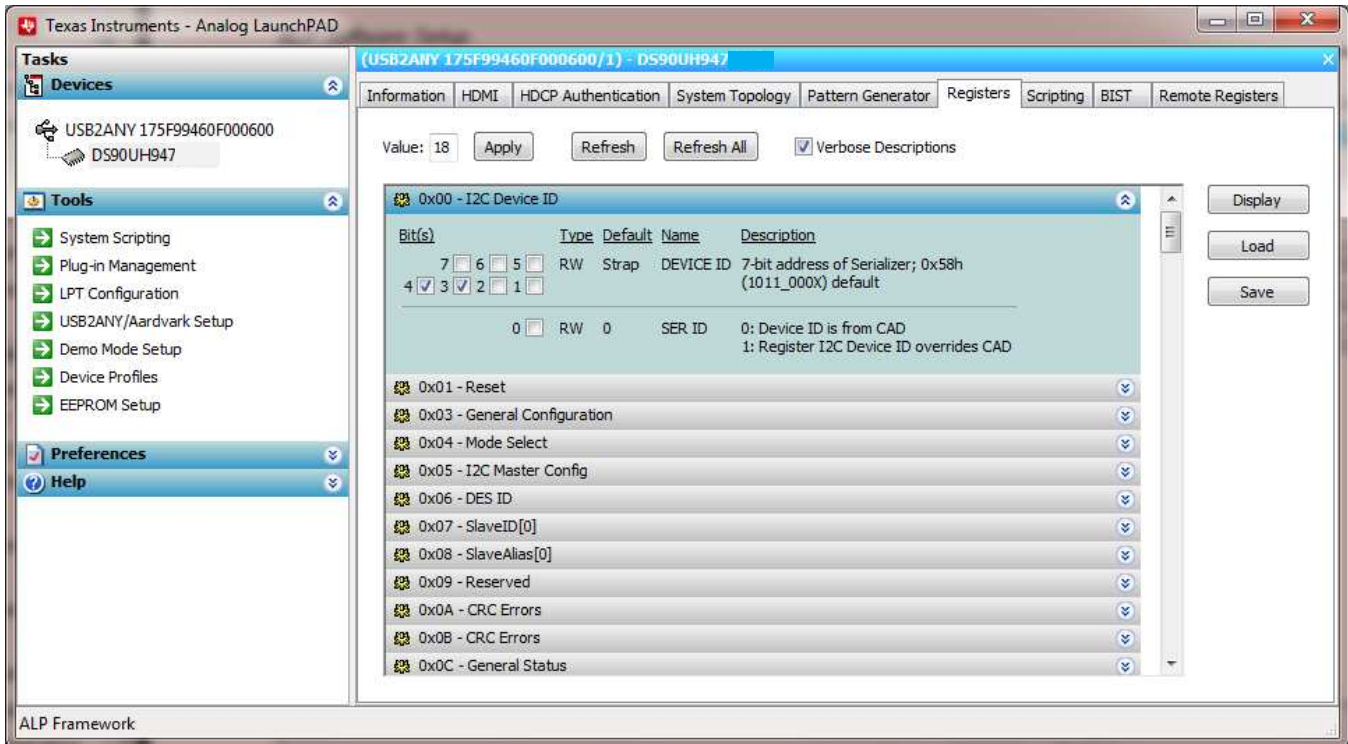 Texas Instruments - Analog LaunchPAD
Tasks
Devices
USB2ANY 175F99460F000600
DS90UH947
Tools
System Scripting
Plug-in Management
LPT Configuration
USB2ANY/Aardvark Setup
Demo Mode Setup
Device Profiles
EEPROM Setup
Preferences
Help
(USB2ANY 175F99460F000600/1) - DS90UH947
Information HDMI HDCP Authentication System Topology Pattern Generator Registers Scripting BIST Remote Registers
Value: 18 Apply Refresh Refresh All Verbose Descriptions
0x00 - I2C Device ID
Bit(s) Type Default Name Description
7 6 5 RW Strap DEVICE ID 7-bit address of Serializer; 0x58h
4 3 2 1 (1011_000X) default
0 RW 0 SER ID 0: Device ID is from CAD
1: Register I2C Device ID overrides CAD
0x01 - Reset
0x03 - General Configuration
0x04 - Mode Select
0x05 - I2C Master Config
0x06 - DES ID
0x07 - SlaveID[0]
0x08 - SlaveAlias[0]
0x09 - Reserved
0x0A - CRC Errors
0x0B - CRC Errors
0x0C - General Status
Display
Load
Save
ALP Framework